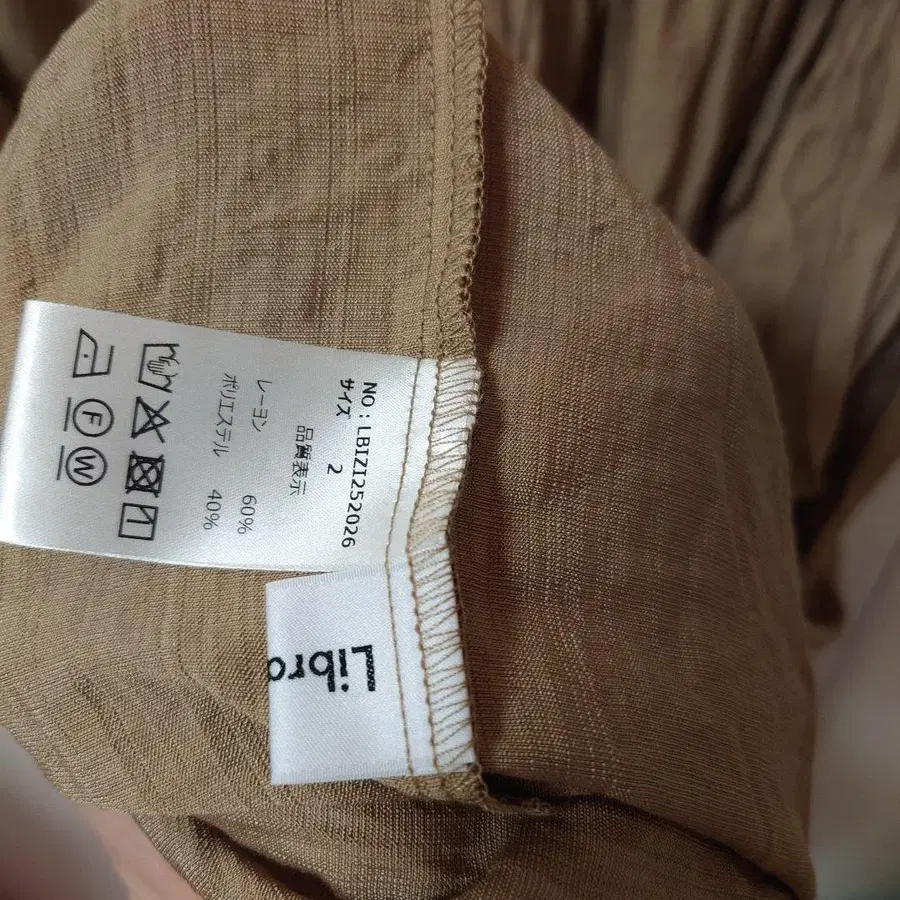 NO : LBIZI252026
サイズ 2
品質表示
レーヨン 60%
ポリエステル 40%
F
W
Libra